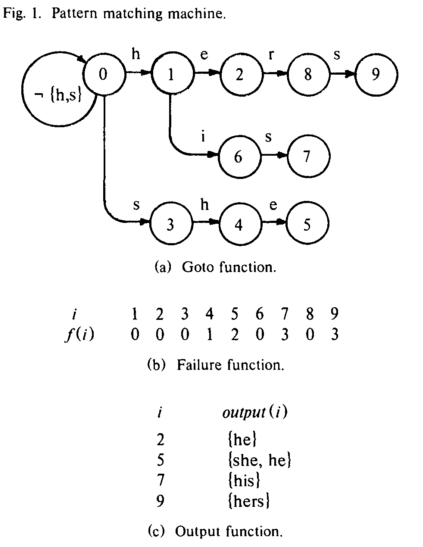 Fig. 1. Pattern matching machine.
h e r s
0 1 2 8 9
¬ {h,s}
i s
6 7
s h e
3 4 5
(a) Goto function.
i 1 2 3 4 5 6 7 8 9
f(i) 0 0 0 1 2 0 3 0 3
(b) Failure function.
i output(i)
2 {he}
5 {she, he}
7 {his}
9 {hers}
(c) Output function.